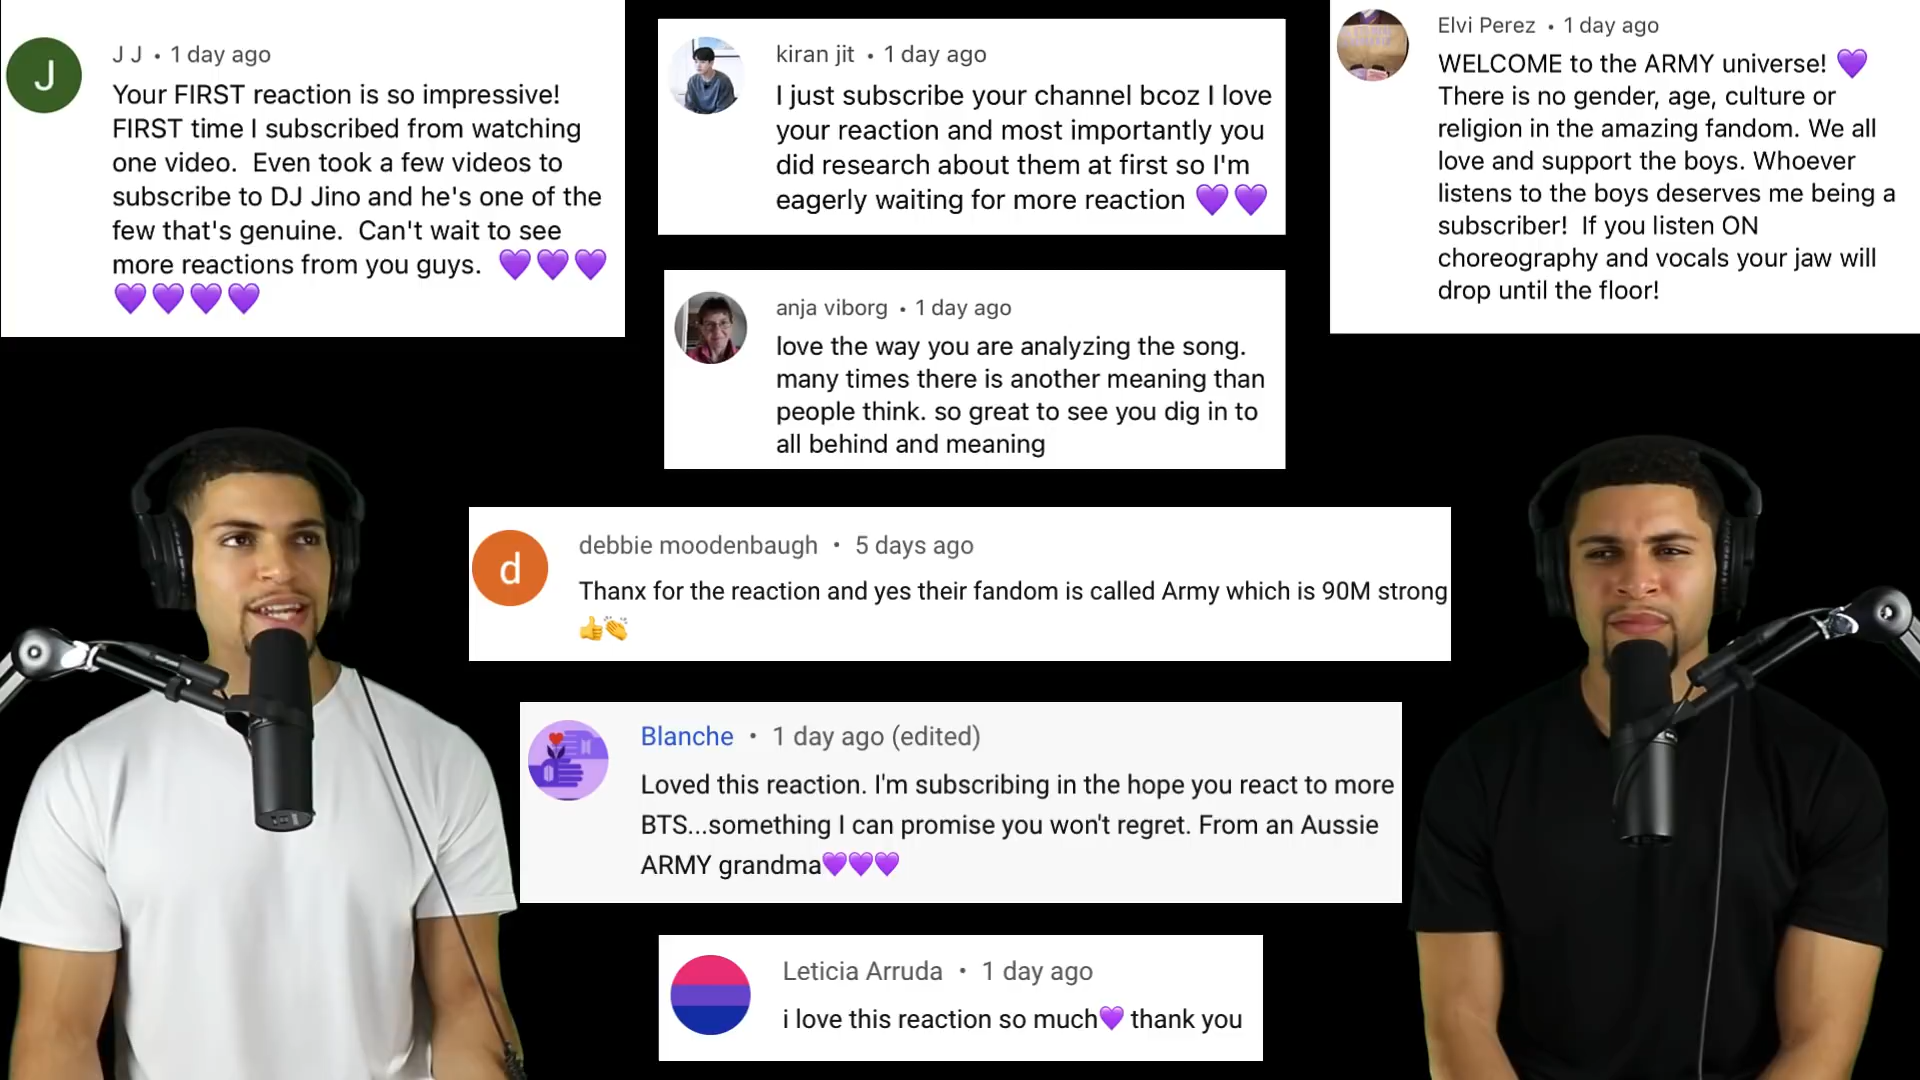 J
J J • 1 day ago
Your FIRST reaction is so impressive!
FIRST time I subscribed from watching
one video.  Even took a few videos to
subscribe to DJ Jino and he's one of the
few that's genuine.  Can't wait to see
more reactions from you guys. 💜💜💜
💜💜💜💜
kiran jit • 1 day ago
I just subscribe your channel bcoz I love
your reaction and most importantly you
did research about them at first so I'm
eagerly waiting for more reaction 💜💜
Elvi Perez • 1 day ago
WELCOME to the ARMY universe! 💜
There is no gender, age, culture or
religion in the amazing fandom. We all
love and support the boys. Whoever
listens to the boys deserves me being a
subscriber!  If you listen ON
choreography and vocals your jaw will
drop until the floor!
anja viborg • 1 day ago
love the way you are analyzing the song.
many times there is another meaning than
people think. so great to see you dig in to
all behind and meaning
d
debbie moodenbaugh • 5 days ago
Thanx for the reaction and yes their fandom is called Army which is 90M strong
👍👏
Blanche • 1 day ago (edited)
Loved this reaction. I'm subscribing in the hope you react to more
BTS...something I can promise you won't regret. From an Aussie
ARMY grandma💜💜💜
Leticia Arruda • 1 day ago
i love this reaction so much💜 thank you